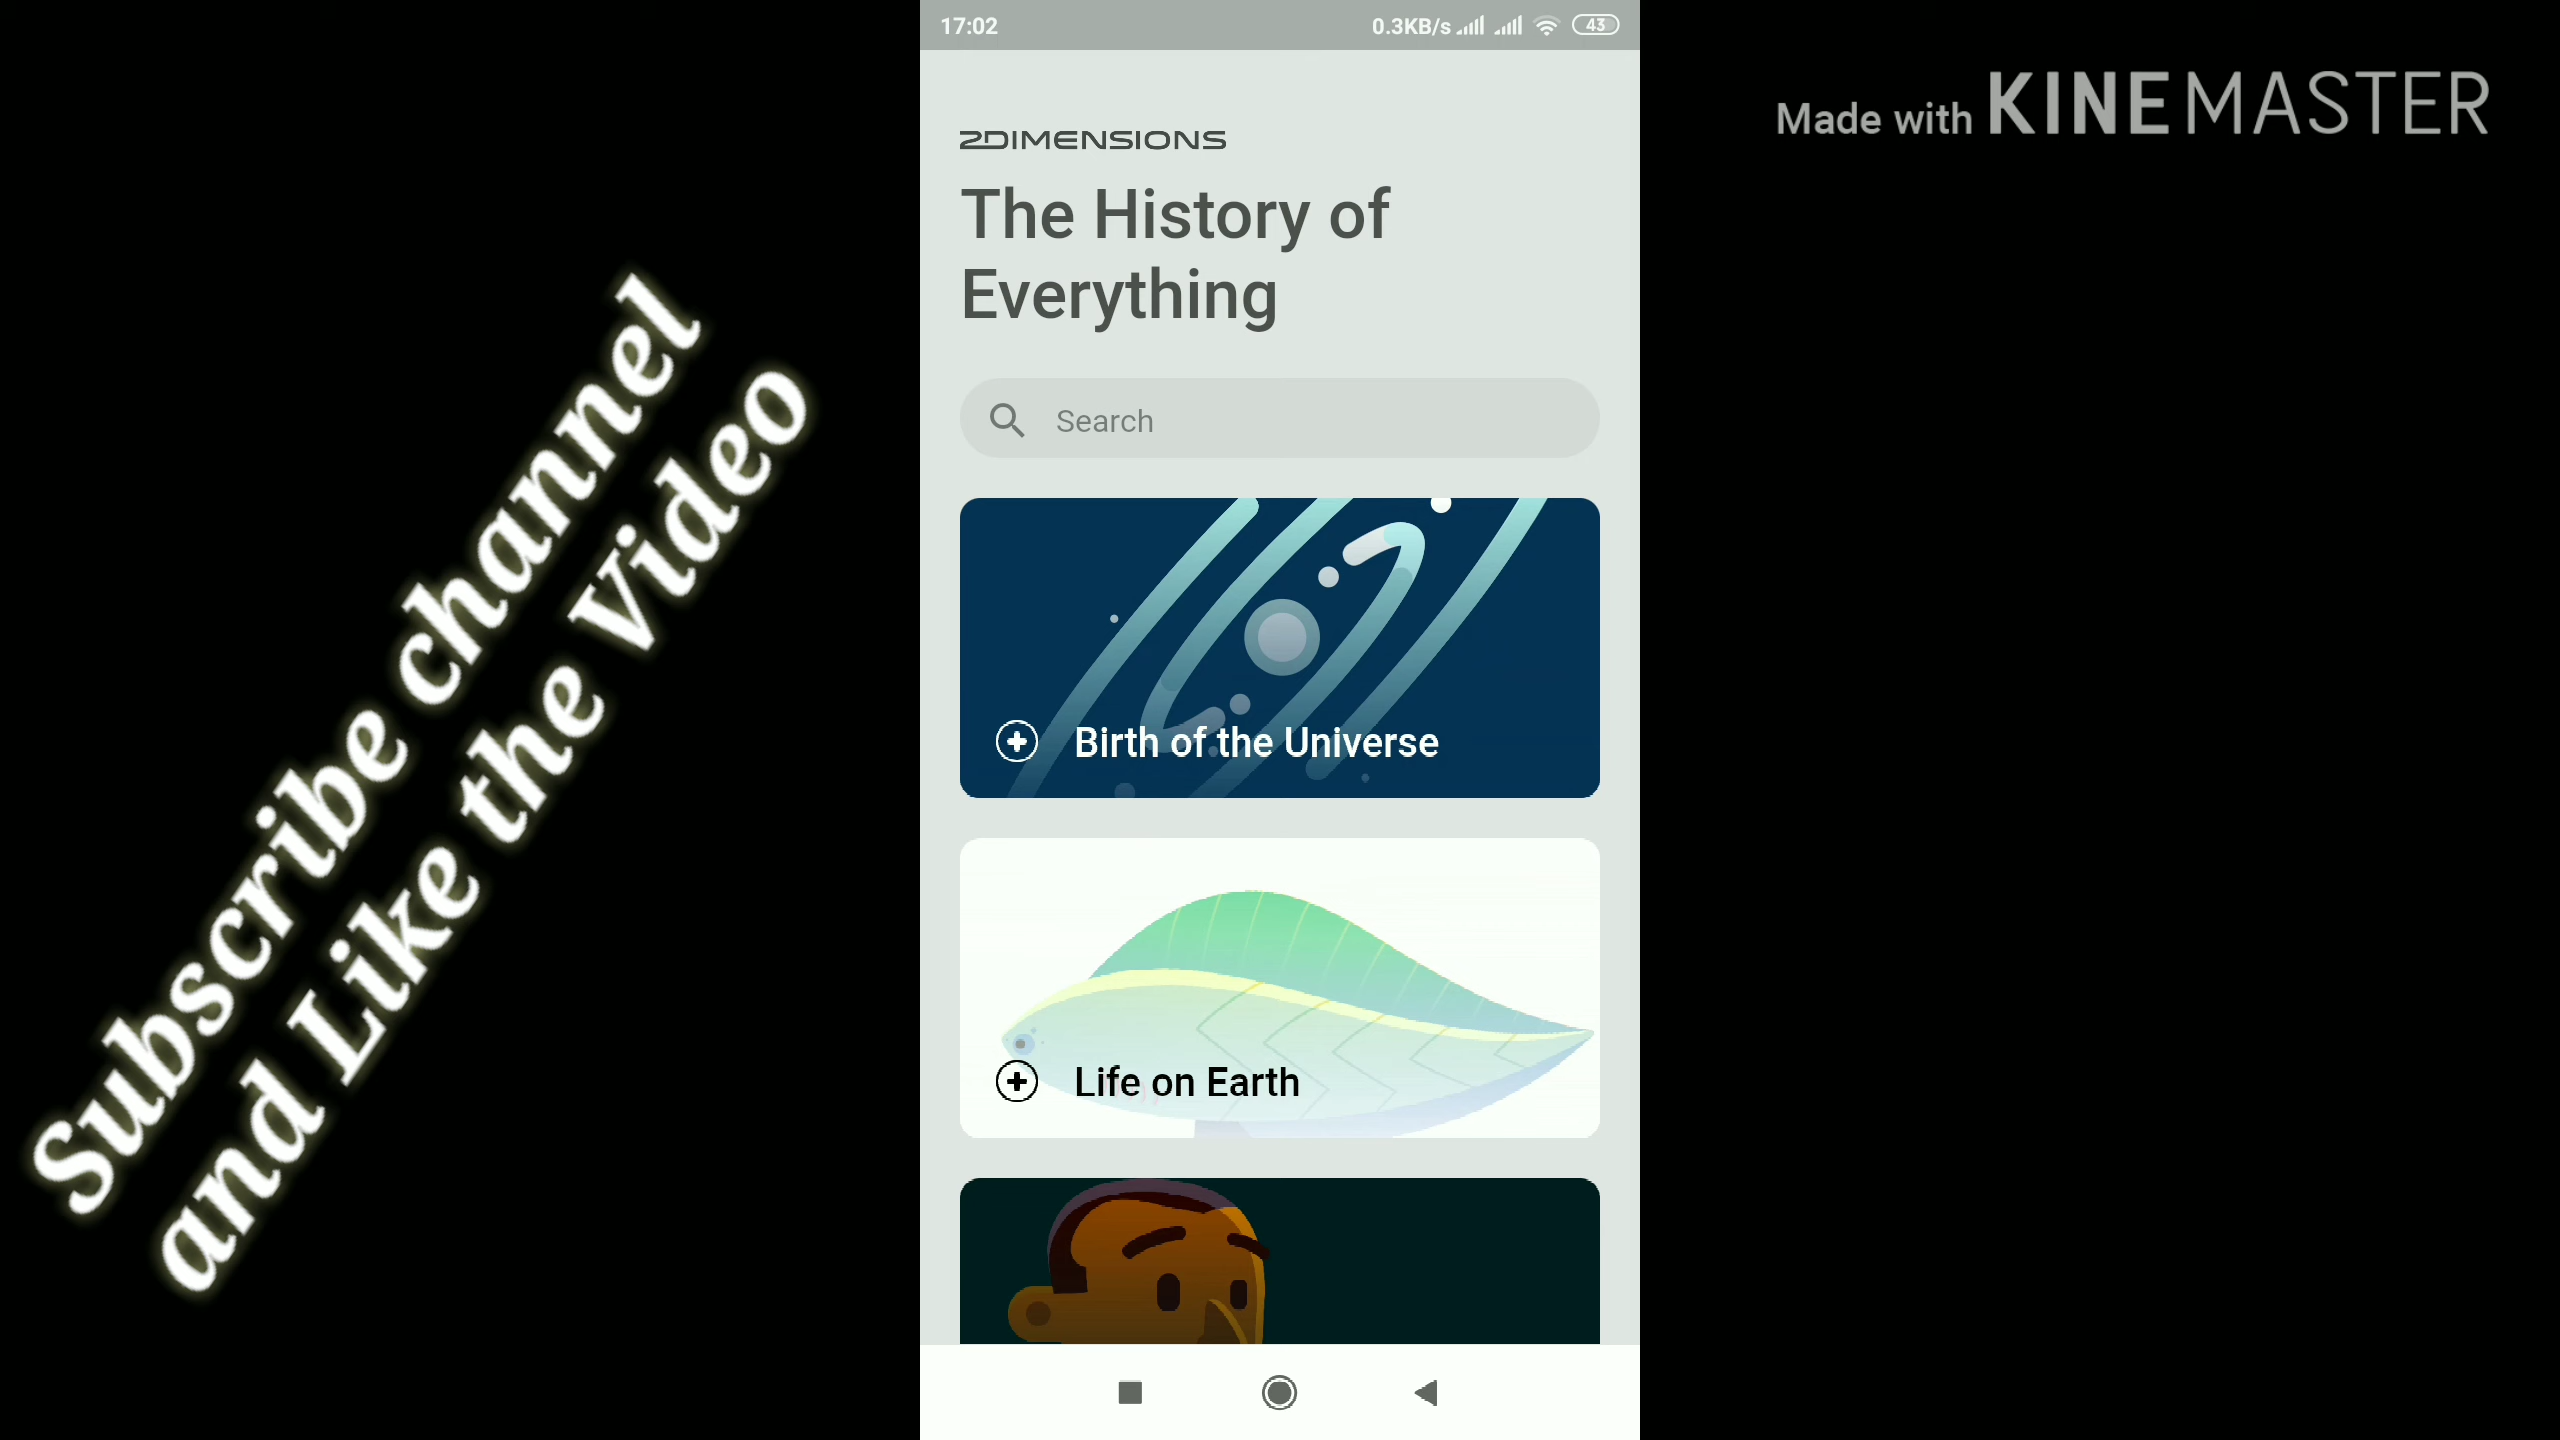 17:02
0.3KB/s
43
Made with KINEMASTER
2DIMENSIONS
The History of
Everything
Search
Birth of the Universe
Life on Earth
Subscribe channel
and Like the Video